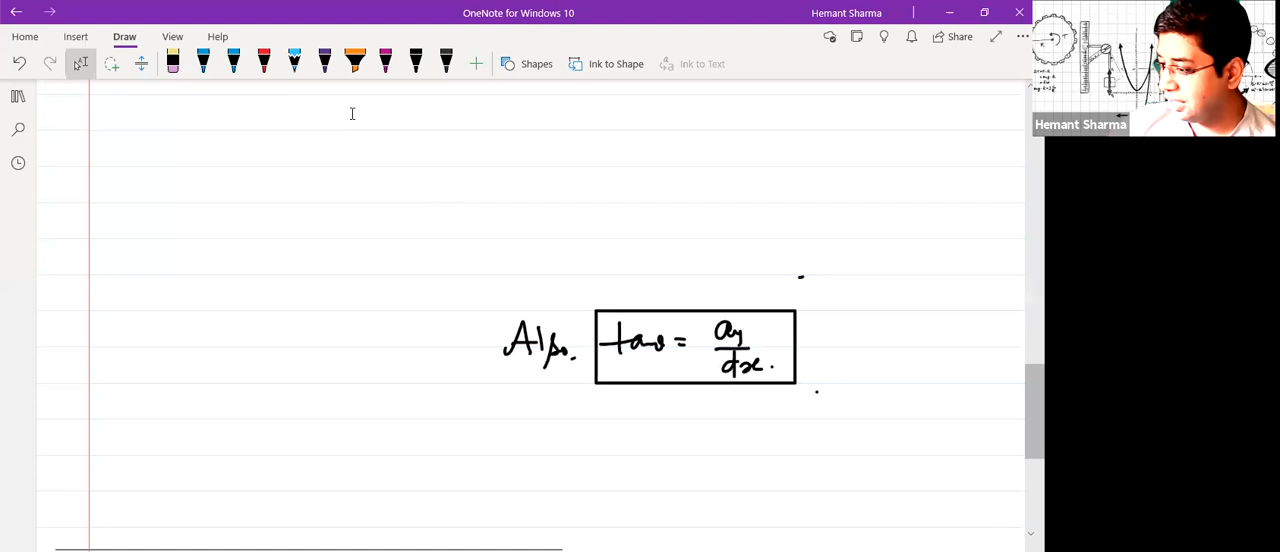 OneNote for Windows 10
Hemant Sharma
Home Insert Draw View Help
Share
Shapes Ink to Shape Ink to Text
Hemant Sharma
Also. tanθ = dy/dx.